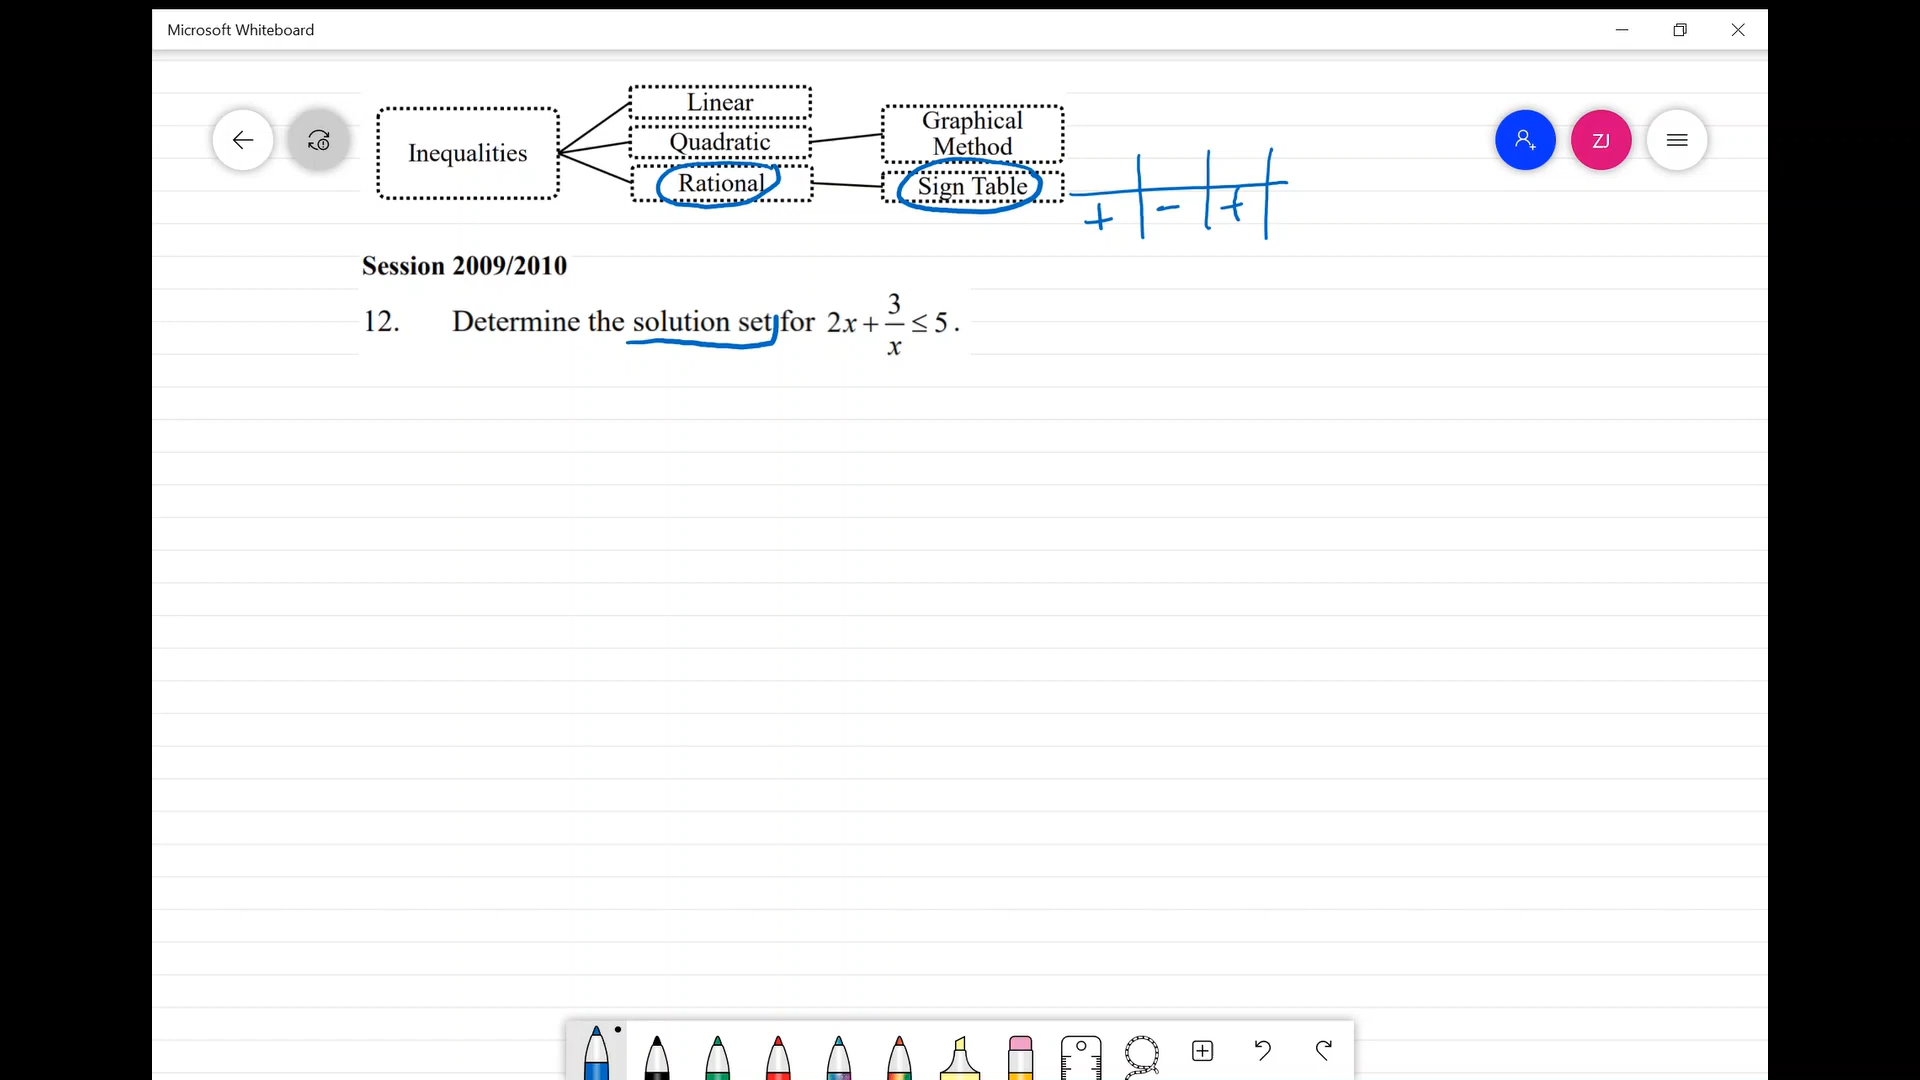 Microsoft Whiteboard
Inequalities
Linear
Quadratic
Rational
Graphical
Method
Sign Table
+ - +
ZJ
Session 2009/2010
12. Determine the solution set for 2x + 3/x ≤ 5.